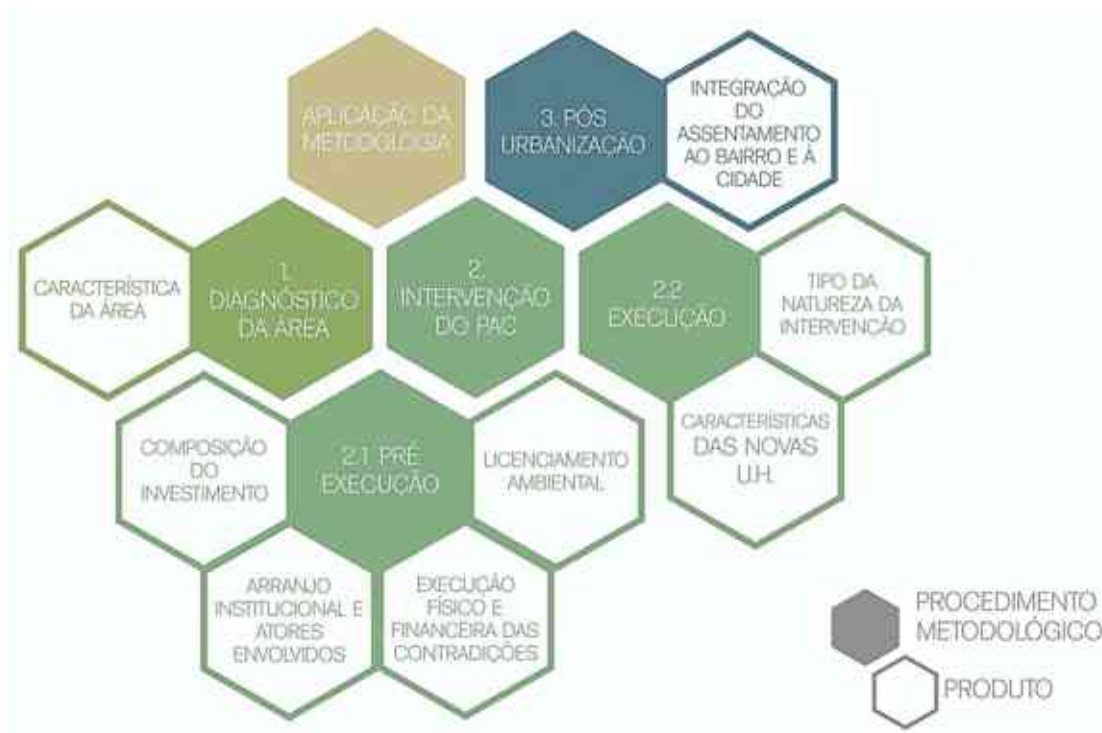 APLICAÇÃO DA
METODOLOGIA
3. PÓS
URBANIZAÇÃO
INTEGRAÇÃO
DO
ASSENTAMENTO
AO BAIRRO E À
CIDADE
CARACTERÍSTICA
DA ÁREA
1.
DIAGNÓSTICO
DA ÁREA
2.
INTERVENÇÃO
DO PAC
2.2
EXECUÇÃO
TIPO DA
NATUREZA DA
INTERVENÇÃO
COMPOSIÇÃO
DO
INVESTIMENTO
2.1 PRÉ
EXECUÇÃO
LICENCIAMENTO
AMBIENTAL
CARACTERÍSTICAS
DAS NOVAS
U.H.
ARRANJO
INSTITUCIONAL E
ATORES
ENVOLVIDOS
EXECUÇÃO
FÍSICO E
FINANCEIRA DAS
CONTRADIÇÕES
PROCEDIMENTO
METODOLÓGICO
PRODUTO